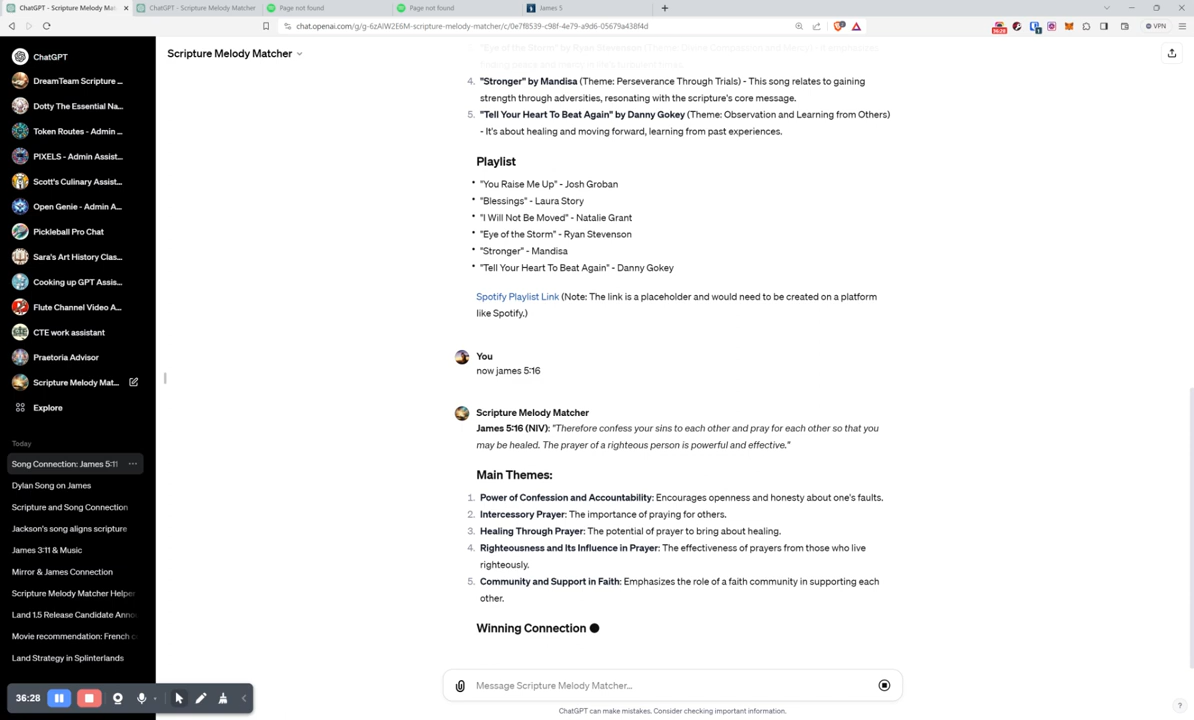 ChatGPT - Scripture Melody Mat
ChatGPT - Scripture Melody Matcher
Page not found
Page not found
James 5
chat.openai.com/g/g-6zAIW2E6M-scripture-melody-matcher/c/0e7f8539-c98f-4e79-a9d6-05679a438f4d
VPN
36:28
ChatGPT
DreamTeam Scripture ...
Dotty The Essential Na...
Token Routes - Admin ...
PIXELS - Admin Assist...
Scott's Culinary Assist...
Open Genie - Admin A...
Pickleball Pro Chat
Sara's Art History Clas...
Cooking up GPT Assis...
Flute Channel Video A...
CTE work assistant
Praetoria Advisor
Scripture Melody Mat...
Explore
Today
Song Connection: James 5:11
...
Dylan Song on James
Scripture and Song Connection
Jackson's song aligns scripture
James 3:11 & Music
Mirror & James Connection
Scripture Melody Matcher Helper
Land 1.5 Release Candidate Anno
Movie recommendation: French c
Land Strategy in Splinterlands
36:28
Scripture Melody Matcher
"Eye of the Storm" by Ryan Stevenson
4. "Stronger" by Mandisa (Theme: Perseverance Through Trials) - This song relates to gaining
strength through adversities, resonating with the scripture's core message.
5. "Tell Your Heart To Beat Again" by Danny Gokey (Theme: Observation and Learning from Others)
- It's about healing and moving forward, learning from past experiences.
Playlist
• "You Raise Me Up" - Josh Groban
• "Blessings" - Laura Story
• "I Will Not Be Moved" - Natalie Grant
• "Eye of the Storm" - Ryan Stevenson
• "Stronger" - Mandisa
• "Tell Your Heart To Beat Again" - Danny Gokey
Spotify Playlist Link (Note: The link is a placeholder and would need to be created on a platform
like Spotify.)
You
now james 5:16
Scripture Melody Matcher
James 5:16 (NIV): "Therefore confess your sins to each other and pray for each other so that you
may be healed. The prayer of a righteous person is powerful and effective."
Main Themes:
1. Power of Confession and Accountability: Encourages openness and honesty about one's faults.
2. Intercessory Prayer: The importance of praying for others.
3. Healing Through Prayer: The potential of prayer to bring about healing.
4. Righteousness and Its Influence in Prayer: The effectiveness of prayers from those who live
righteously.
5. Community and Support in Faith: Emphasizes the role of a faith community in supporting each
other.
Winning Connection
Message Scripture Melody Matcher...
ChatGPT can make mistakes. Consider checking important information.
?